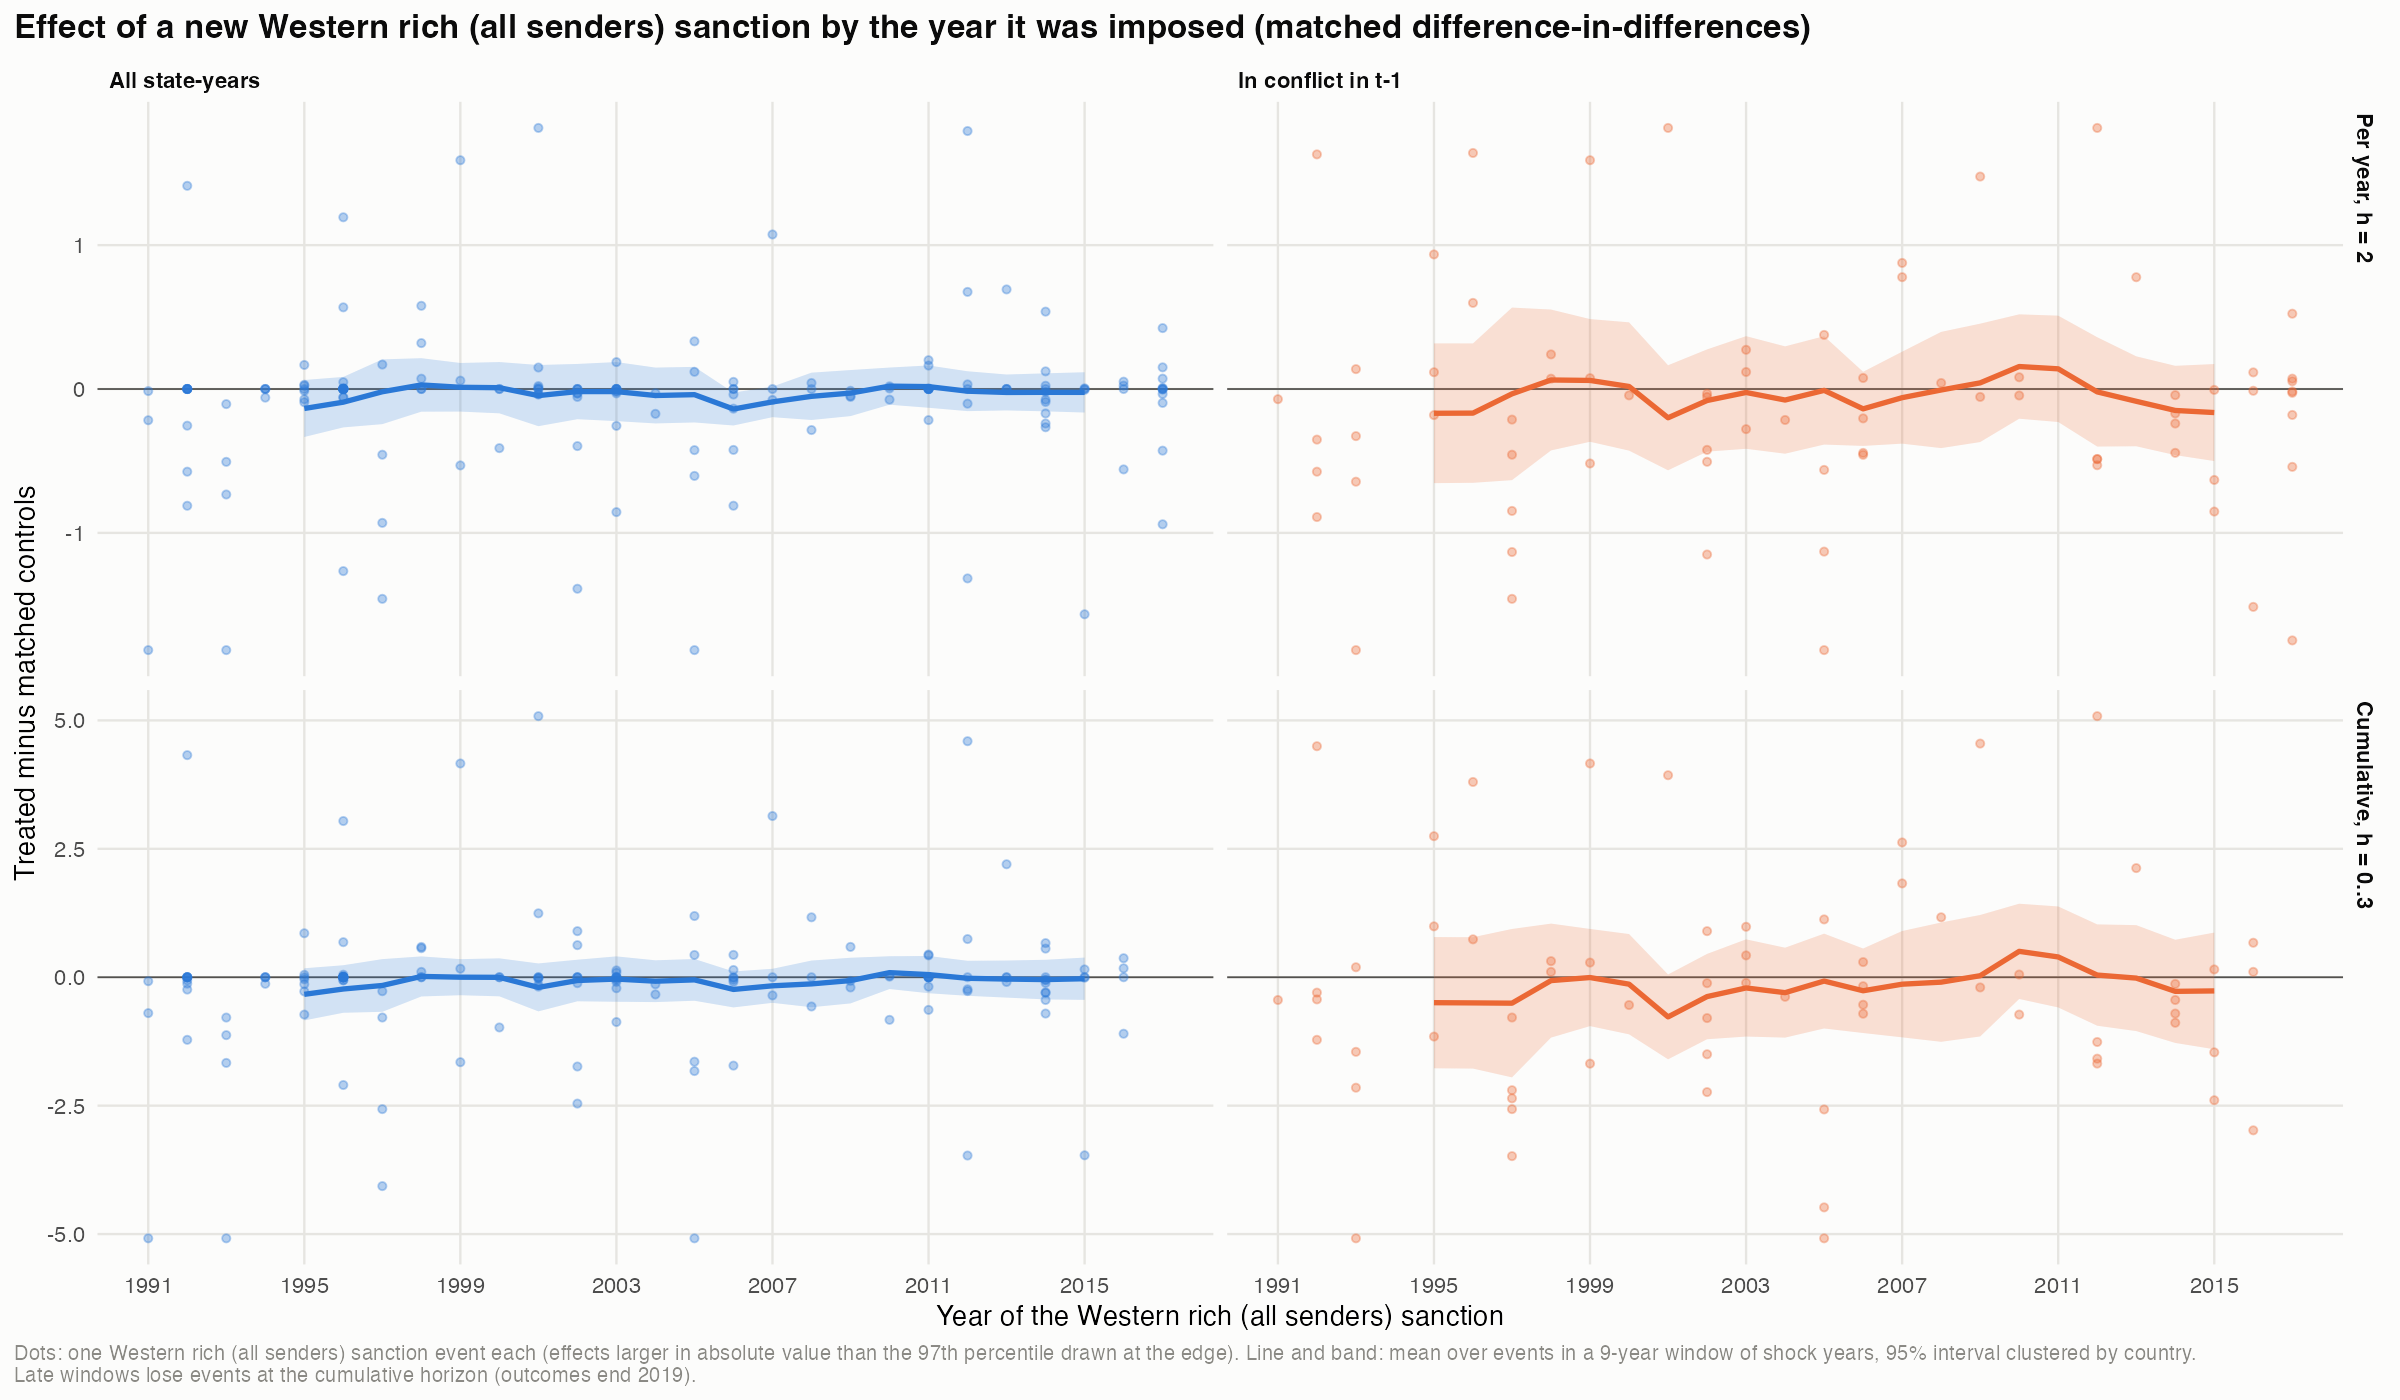 Effect of a new Western rich (all senders) sanction by the year it was imposed (matched difference-in-differences)
All state-years
In conflict in t-1
Per year, h = 2
1
0
-1
Treated minus matched controls
Cumulative, h = 0..3
5.0
2.5
0.0
-2.5
-5.0
1991
1995
1999
2003
2007
2011
2015
1991
1995
1999
2003
2007
2011
2015
Year of the Western rich (all senders) sanction
Dots: one Western rich (all senders) sanction event each (effects larger in absolute value than the 97th percentile drawn at the edge). Line and band: mean over events in a 9-year window of shock years, 95% interval clustered by country.
Late windows lose events at the cumulative horizon (outcomes end 2019).